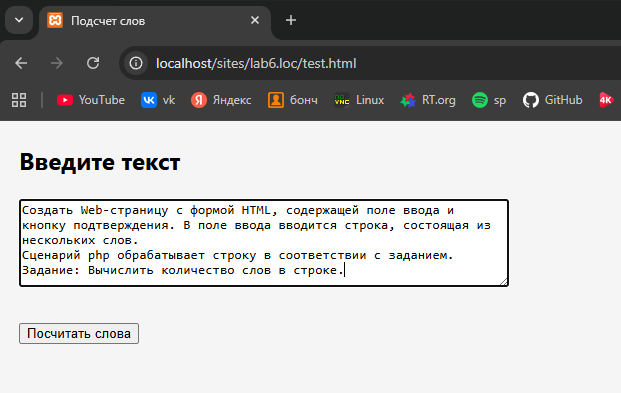 Подсчет слов
localhost/sites/lab6.loc/test.html
YouTube vk Яндекс бонч VNC Linux RT.org sp GitHub 4K
Введите текст
Создать Web-страницу с формой HTML, содержащей поле ввода и
кнопку подтверждения. В поле ввода вводится строка, состоящая из
нескольких слов.
Сценарий php обрабатывает строку в соответствии с заданием.
Задание: Вычислить количество слов в строке.
Посчитать слова